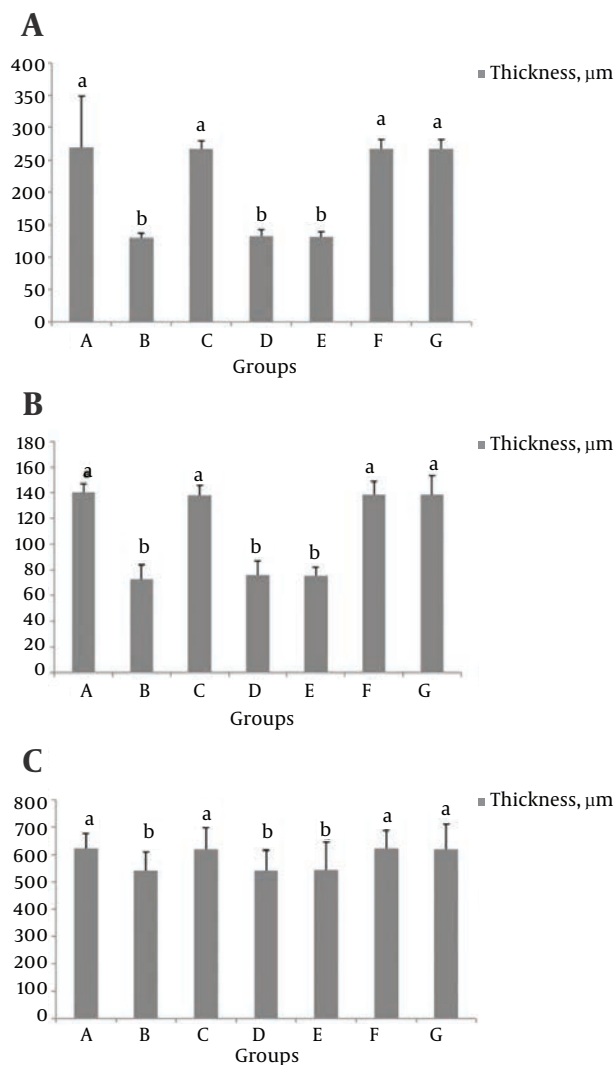 A
400
350
300
250
200
150
100
50
0
a
b
a
b
b
a
a
Thickness, µm
A B C D E F G
Groups
B
180
160
140
120
100
80
60
40
20
0
a
b
a
b
b
a
a
Thickness, µm
A B C D E F G
Groups
C
800
700
600
500
400
300
200
100
0
a
b
a
b
b
a
a
Thickness, µm
A B C D E F G
Groups